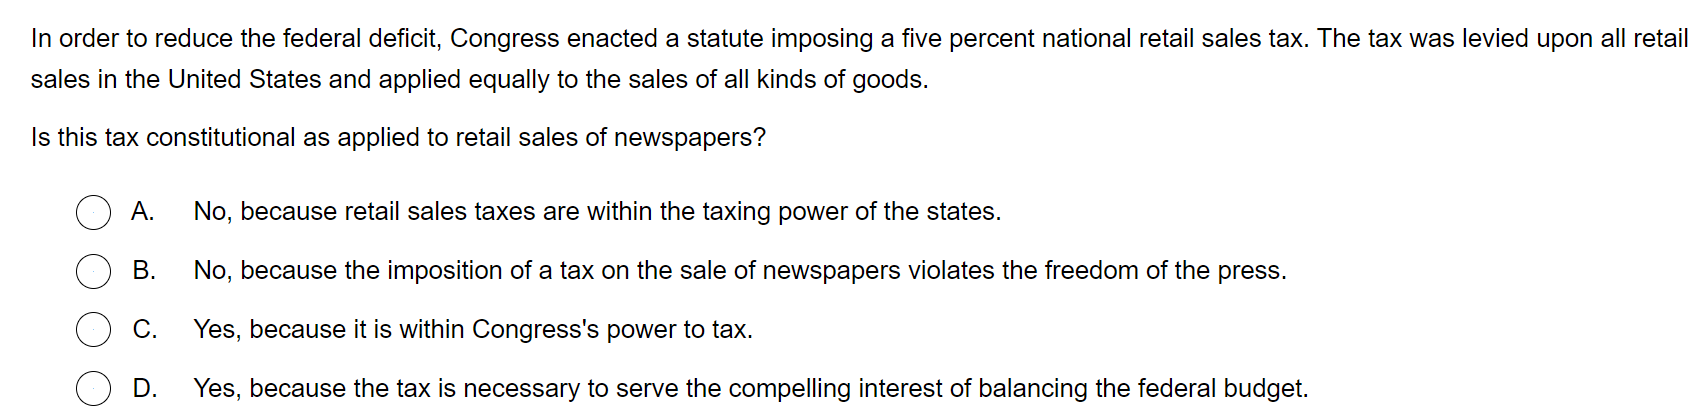 In order to reduce the federal deficit, Congress enacted a statute imposing a five percent national retail sales tax. The tax was levied upon all retail
sales in the United States and applied equally to the sales of all kinds of goods.
Is this tax constitutional as applied to retail sales of newspapers?
A. No, because retail sales taxes are within the taxing power of the states.
B. No, because the imposition of a tax on the sale of newspapers violates the freedom of the press.
C. Yes, because it is within Congress's power to tax.
D. Yes, because the tax is necessary to serve the compelling interest of balancing the federal budget.